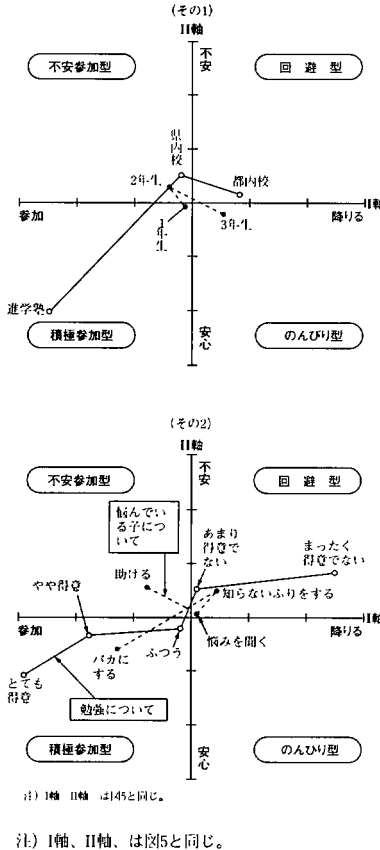 (その1)
II軸
不安参加型
不安
回避型
県内校
2年生
都内校
II軸
参加
1年生
3年生
降りる
進学塾
積極参加型
安心
のんびり型
(その2)
II軸
不安参加型
不安
回避型
悩んでい
る子につ
いて
あまり
得意で
ない
まったく
得意でない
助ける
やや得意
知らないふりをする
II軸
参加
バカに
する
ふつう
悩みを聞く
降りる
とても
得意
勉強について
積極参加型
安心
のんびり型
注) I軸 II軸 は図45と同じ。
注) I軸、II軸、は図5と同じ。